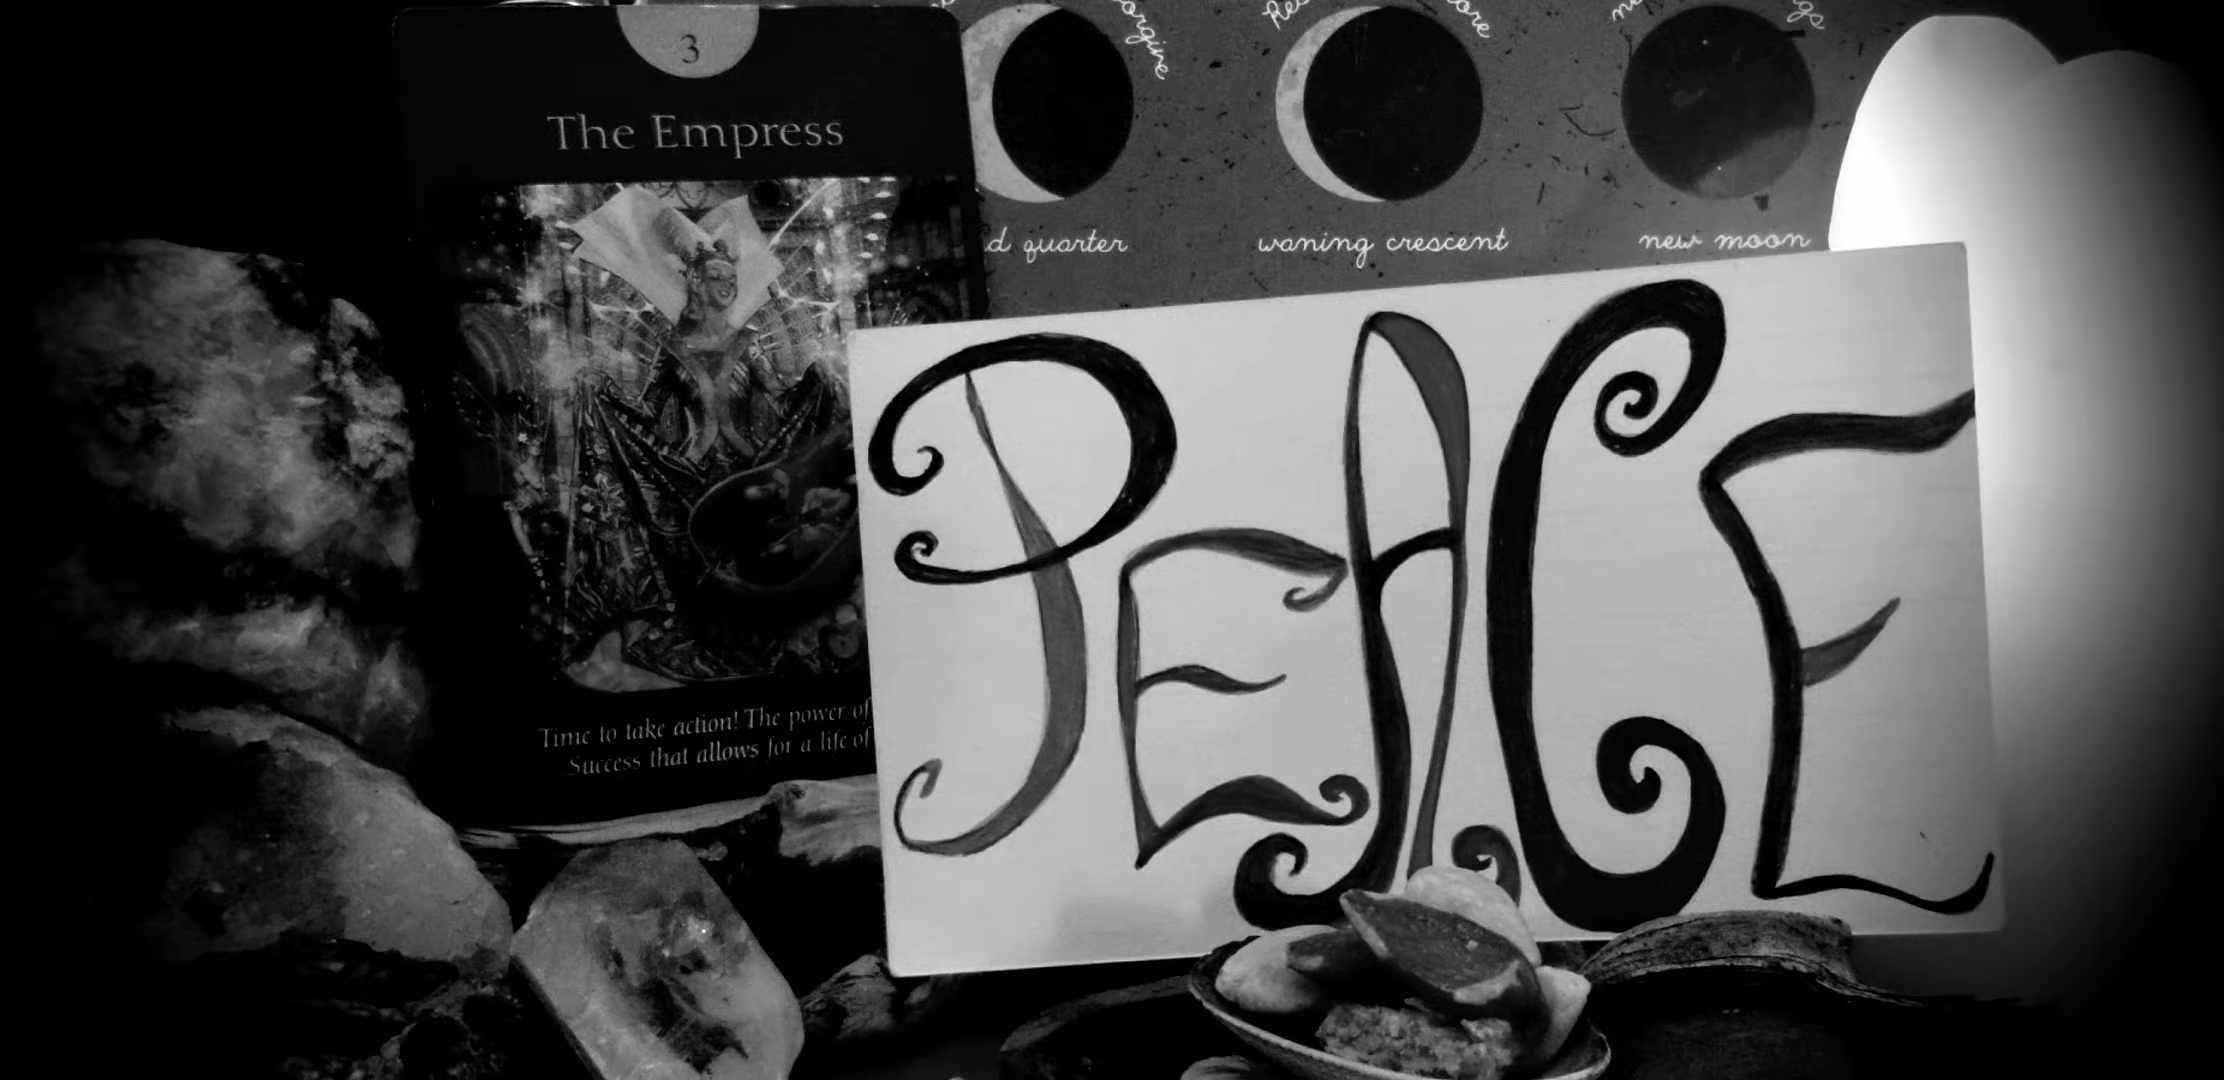 3
The Empress
Time to take action! The power of
Success that allows for a life of
forgive
d quarter
waning crescent
new moon
PEACE